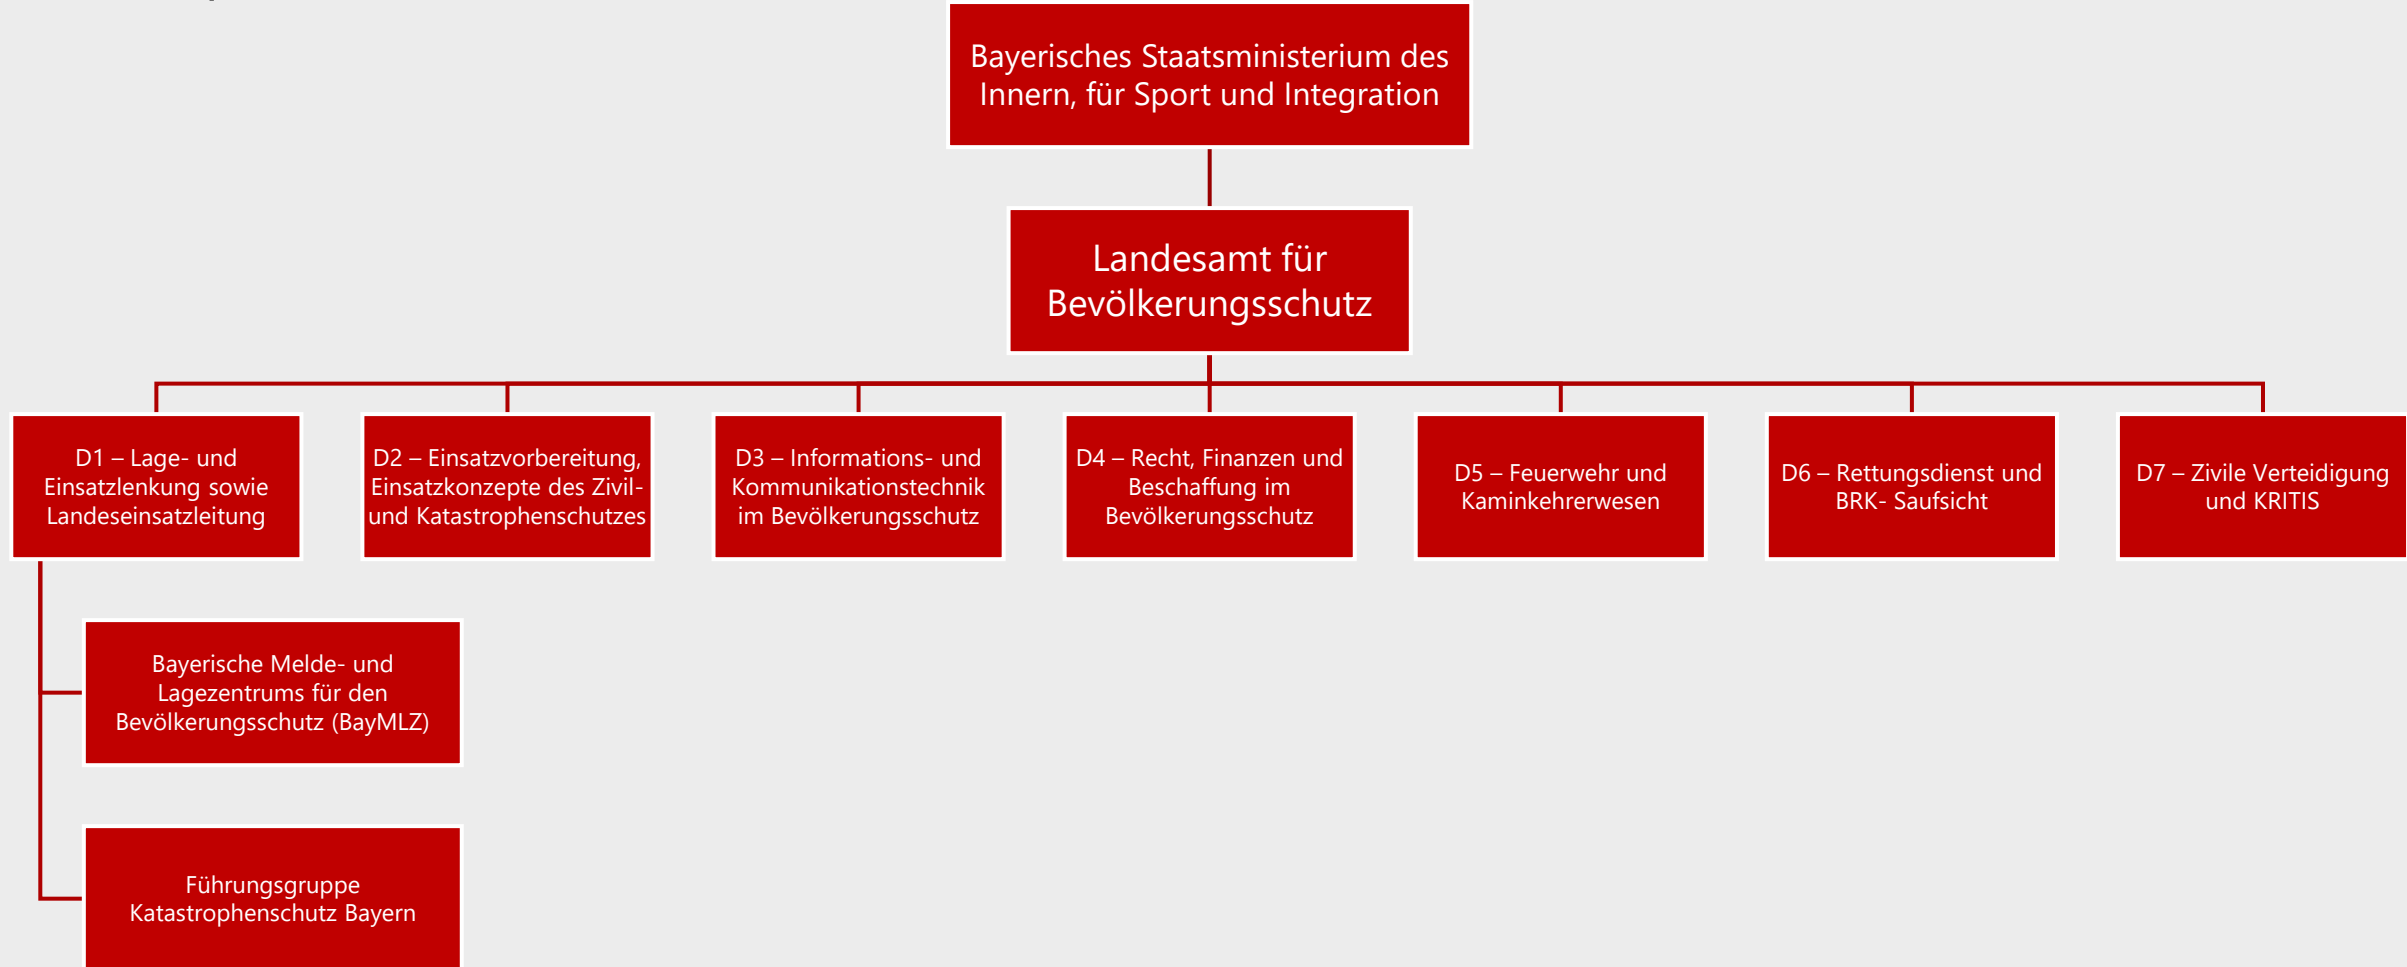 Bayerisches Staatsministerium des
Innern, für Sport und Integration
Landesamt für
Bevölkerungsschutz
D1 – Lage- und
Einsatzlenkung sowie
Landeseinsatzleitung
D2 – Einsatzvorbereitung,
Einsatzkonzepte des Zivil-
und Katastrophenschutzes
D3 – Informations- und
Kommunikationstechnik
im Bevölkerungsschutz
D4 – Recht, Finanzen und
Beschaffung im
Bevölkerungsschutz
D5 – Feuerwehr und
Kaminkehrerwesen
D6 – Rettungsdienst und
BRK- Saufsicht
D7 – Zivile Verteidigung
und KRITIS
Bayerische Melde- und
Lagezentrums für den
Bevölkerungsschutz (BayMLZ)
Führungsgruppe
Katastrophenschutz Bayern